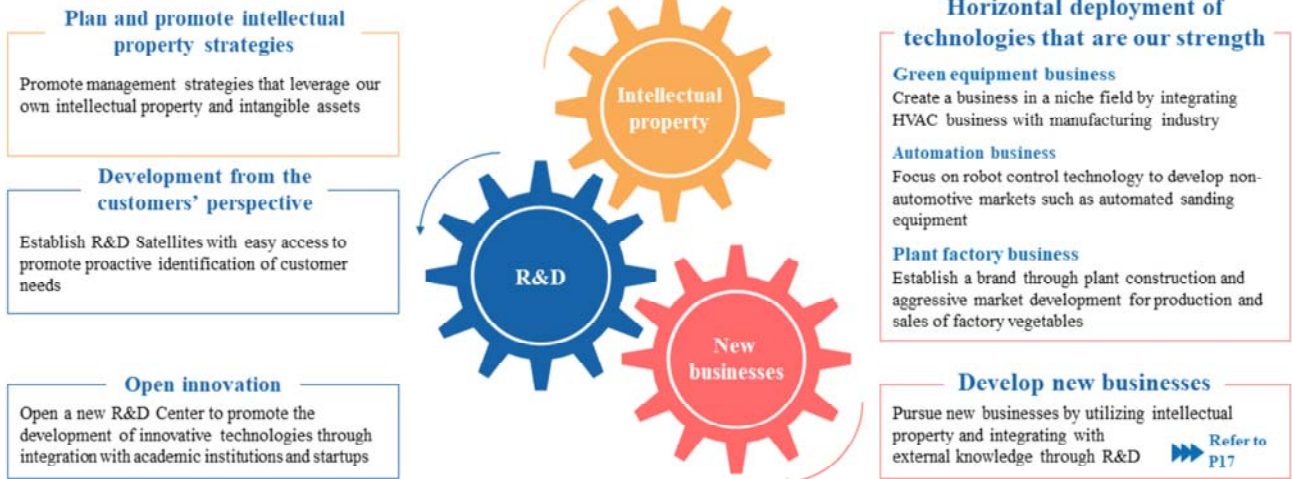 Plan and promote intellectual
property strategies
Promote management strategies that leverage our
own intellectual property and intangible assets
Development from the
customers’ perspective
Establish R&D Satellites with easy access to
promote proactive identification of customer
needs
Open innovation
Open a new R&D Center to promote the
development of innovative technologies through
integration with academic institutions and startups
Intellectual
property
R&D
New
businesses
Horizontal deployment of
technologies that are our strength
Green equipment business
Create a business in a niche field by integrating
HVAC business with manufacturing industry
Automation business
Focus on robot control technology to develop non-
automotive markets such as automated sanding
equipment
Plant factory business
Establish a brand through plant construction and
aggressive market development for production and
sales of factory vegetables
Develop new businesses
Pursue new businesses by utilizing intellectual
property and integrating with
external knowledge through R&D
Refer to
P17